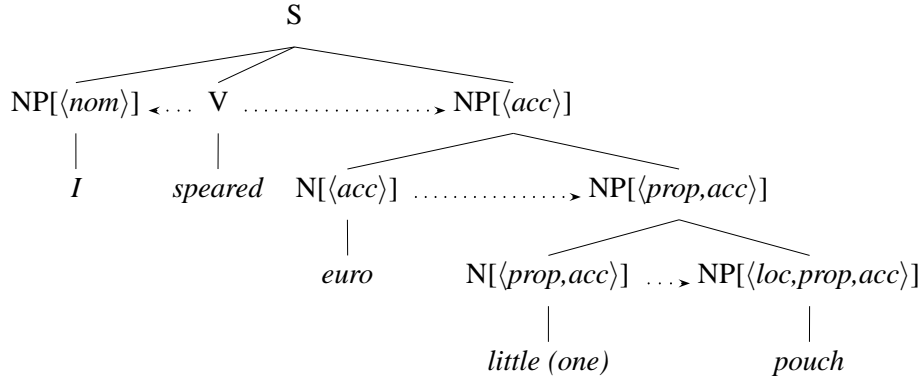 S
NP[⟨nom⟩] V NP[⟨acc⟩]
I speared N[⟨acc⟩] NP[⟨prop,acc⟩]
euro N[⟨prop,acc⟩] NP[⟨loc,prop,acc⟩]
little (one) pouch